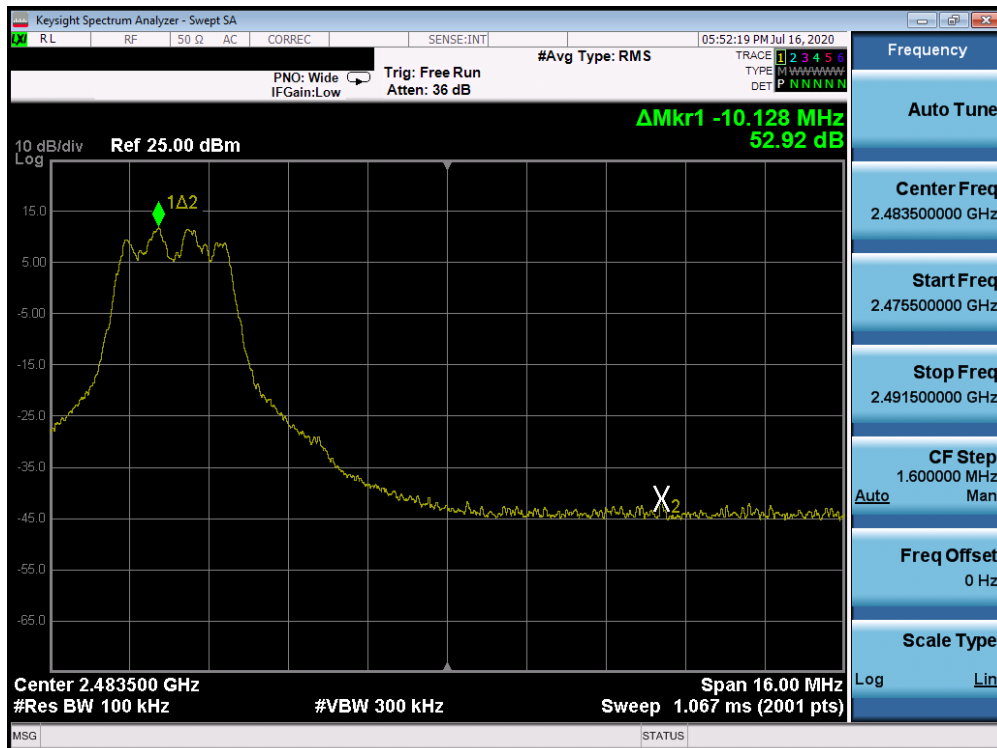 Keysight Spectrum Analyzer - Swept SA
LXI RL RF 50 Ω AC CORREC SENSE:INT 05:52:19 PM Jul 16, 2020
PNO: Wide
IFGain:Low
Trig: Free Run
Atten: 36 dB
#Avg Type: RMS
TRACE 1 2 3 4 5 6
TYPE M W W W W W
DET P N N N N N
ΔMkr1 -10.128 MHz
52.92 dB
10 dB/div
Log
Ref 25.00 dBm
1Δ2
15.0
5.00
-5.00
-15.0
-25.0
-35.0
-45.0
-55.0
-65.0
2
Center 2.483500 GHz
#Res BW 100 kHz
#VBW 300 kHz
Span 16.00 MHz
Sweep 1.067 ms (2001 pts)
MSG
STATUS
Frequency
Auto Tune
Center Freq
2.483500000 GHz
Start Freq
2.475500000 GHz
Stop Freq
2.491500000 GHz
CF Step
1.600000 MHz
Auto Man
Freq Offset
0 Hz
Scale Type
Log Lin